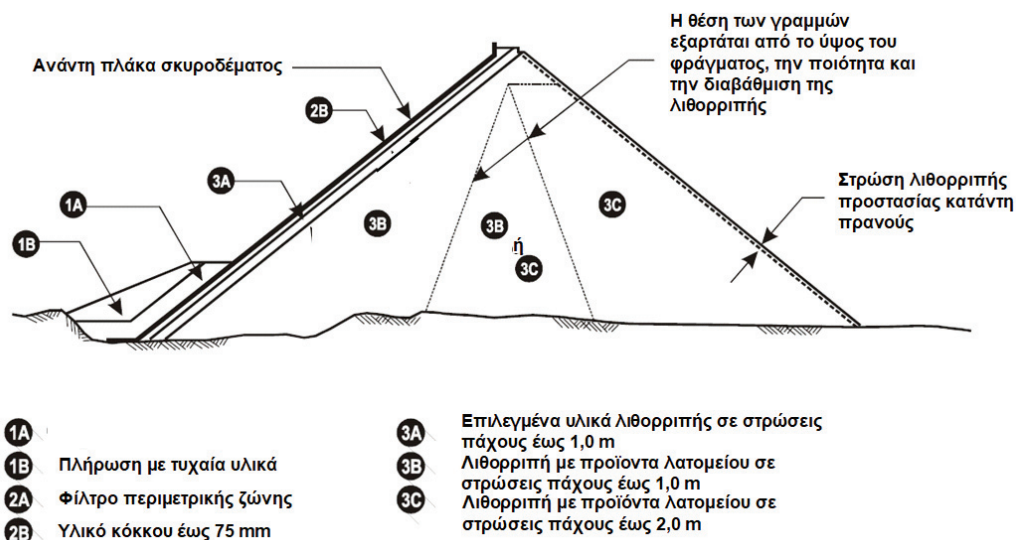 Η θέση των γραμμών
εξαρτάται από το ύψος του
φράγματος, την ποιότητα και
την διαβάθμιση της
λιθορριπής
Ανάντη πλάκα σκυροδέματος
2B
3A
1A
1B
3B
3B
ή
3C
3C
Στρώση λιθορριπής
προστασίας κατάντη
πρανούς
1A
1B Πλήρωση με τυχαία υλικά
2A Φίλτρο περιμετρικής ζώνης
2B Υλικό κόκκου έως 75 mm
3A Επιλεγμένα υλικά λιθορριπής σε στρώσεις
πάχους έως 1,0 m
3B Λιθορριπή με προϊοντα λατομείου σε
στρώσεις πάχους έως 1,0 m
3C Λιθορριπή με προϊόντα λατομείου σε
στρώσεις πάχους έως 2,0 m